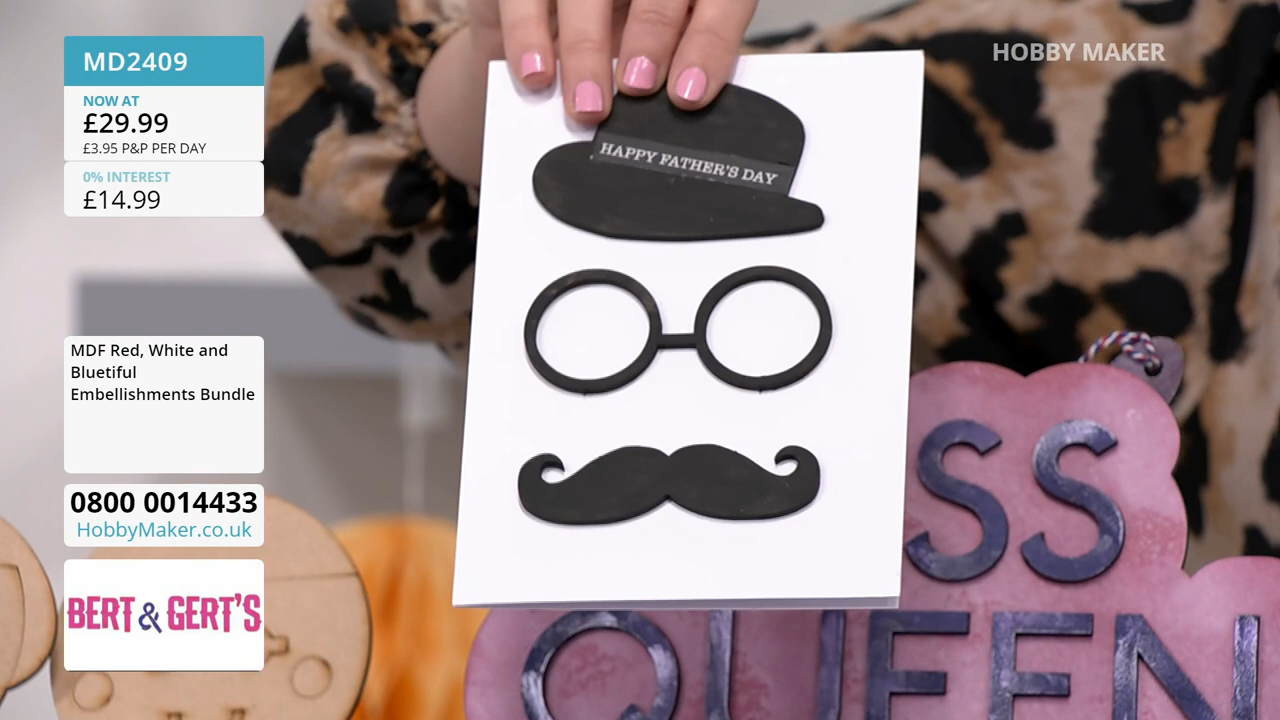 MD2409
NOW AT
£29.99
£3.95 P&P PER DAY
0% INTEREST
£14.99
MDF Red, White and
Bluetiful
Embellishments Bundle
0800 0014433
HobbyMaker.co.uk
BERT & GERT'S
HOBBY MAKER
HAPPY FATHER'S DAY
SS
QUEEN